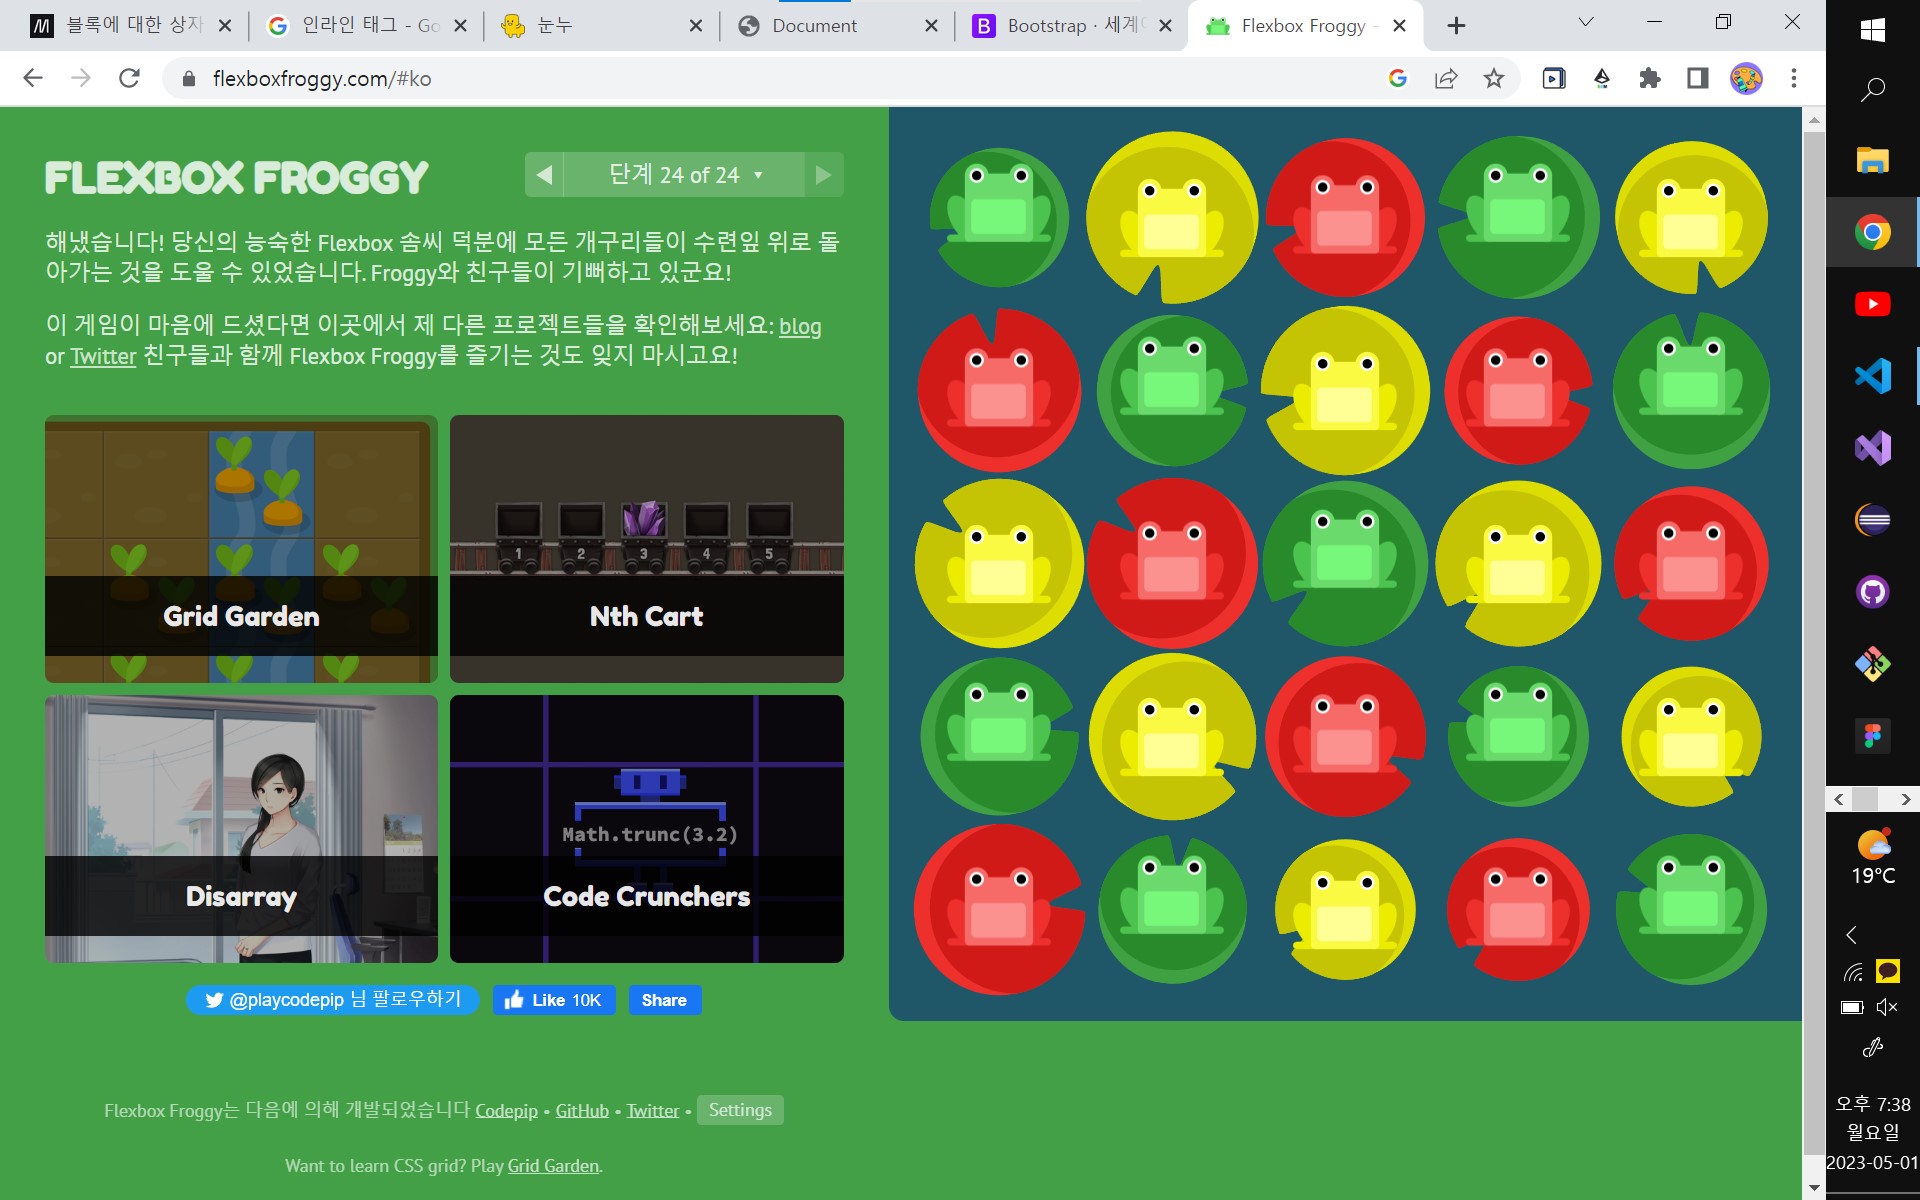 블록에 대한 상자
인라인 태그 - Go
눈누
Document
Bootstrap · 세계
Flexbox Froggy -
flexboxfroggy.com/#ko
FLEXBOX FROGGY
단계 24 of 24
해냈습니다! 당신의 능숙한 Flexbox 솜씨 덕분에 모든 개구리들이 수련잎 위로 돌
아가는 것을 도울 수 있었습니다. Froggy와 친구들이 기뻐하고 있군요!
이 게임이 마음에 드셨다면 이곳에서 제 다른 프로젝트들을 확인해보세요: blog
or Twitter 친구들과 함께 Flexbox Froggy를 즐기는 것도 잊지 마시고요!
1 2 3 4 5
Grid Garden
Nth Cart
Math.trunc(3.2)
Disarray
Code Crunchers
@playcodepip 님 팔로우하기
Like 10K
Share
Flexbox Froggy는 다음에 의해 개발되었습니다 Codepip • GitHub • Twitter • Settings
Want to learn CSS grid? Play Grid Garden.
19°C
오후 7:38
월요일
2023-05-01